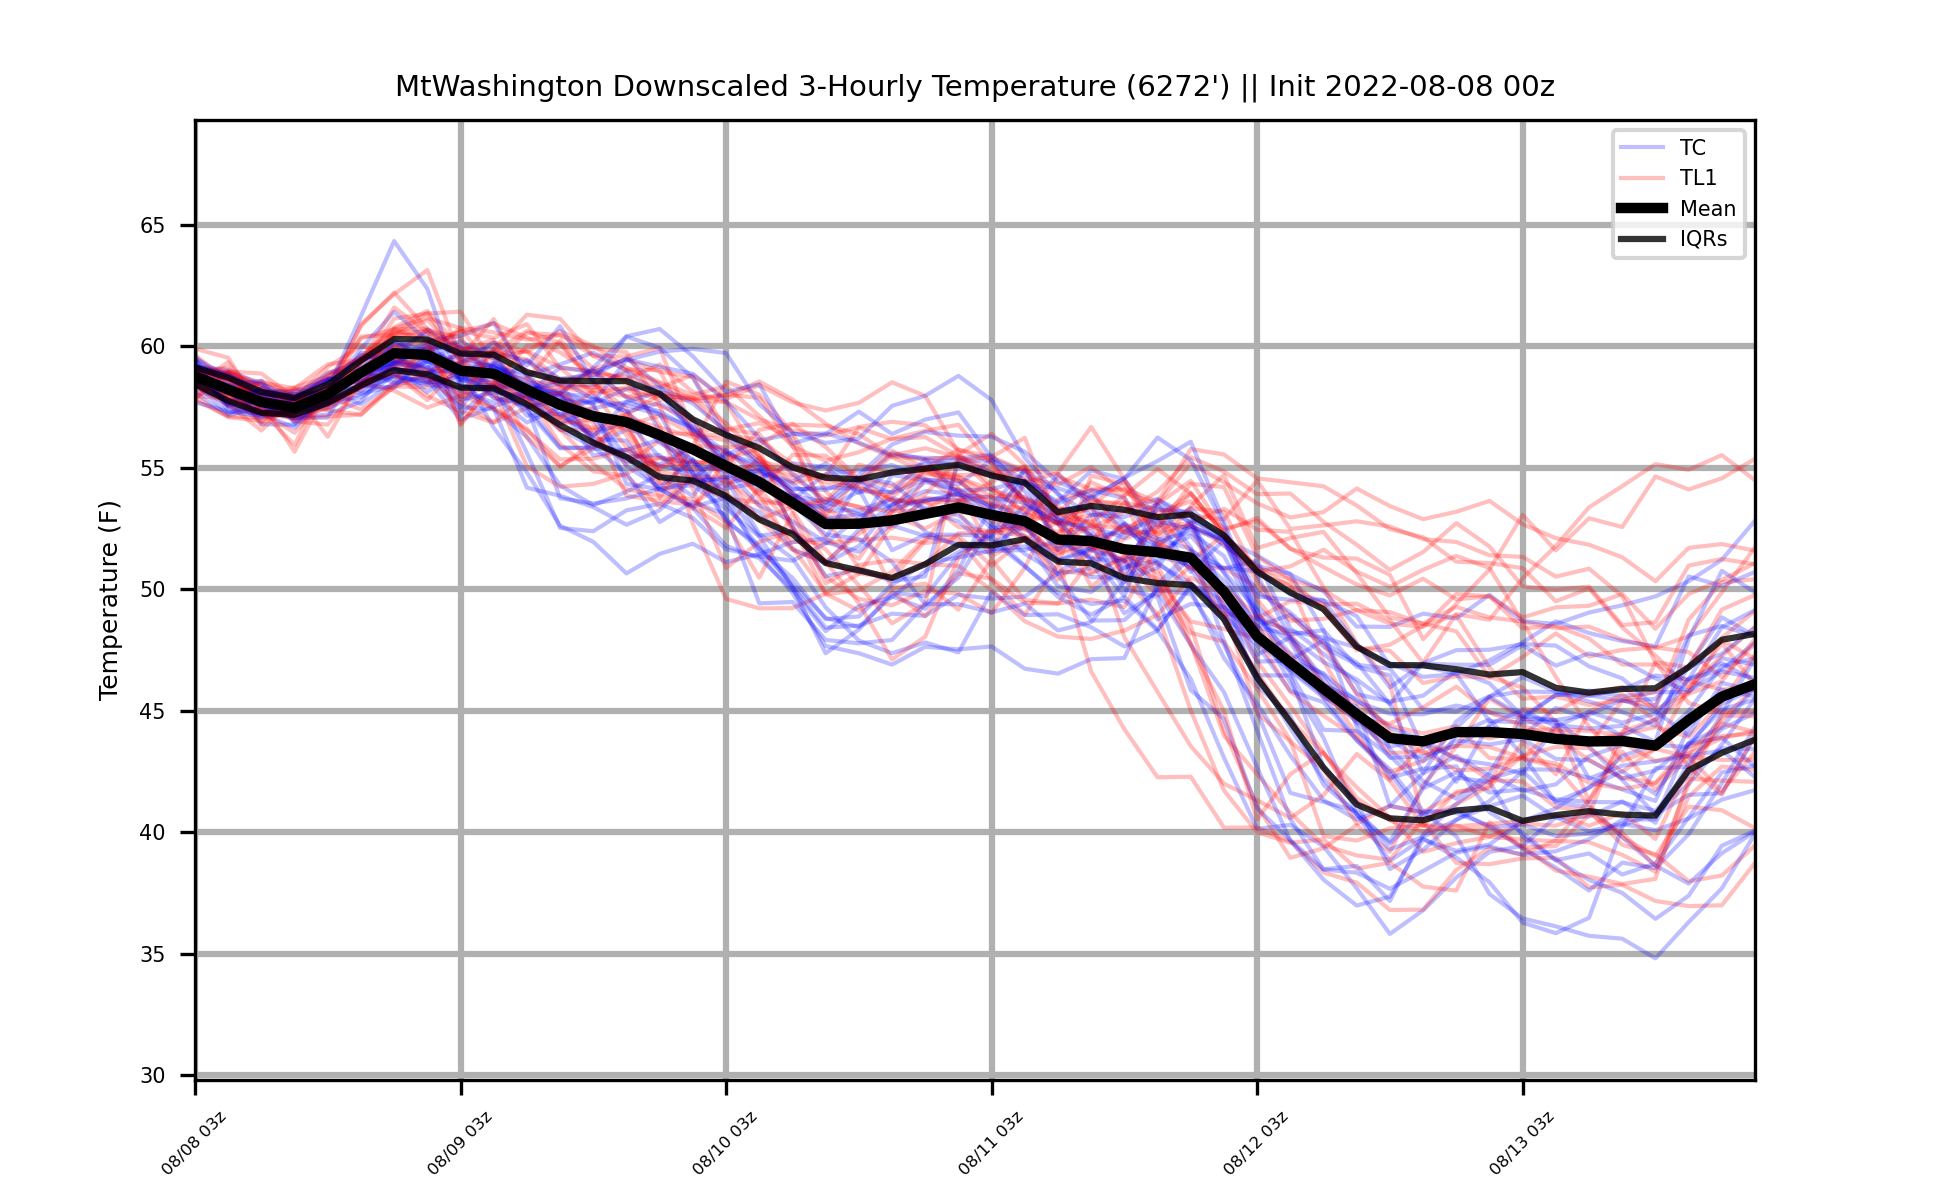 MtWashington Downscaled 3-Hourly Temperature (6272') || Init 2022-08-08 00z
TC
TL1
Mean
IQRs
Temperature (F)
65
60
55
50
45
40
35
30
08/08 03z
08/09 03z
08/10 03z
08/11 03z
08/12 03z
08/13 03z